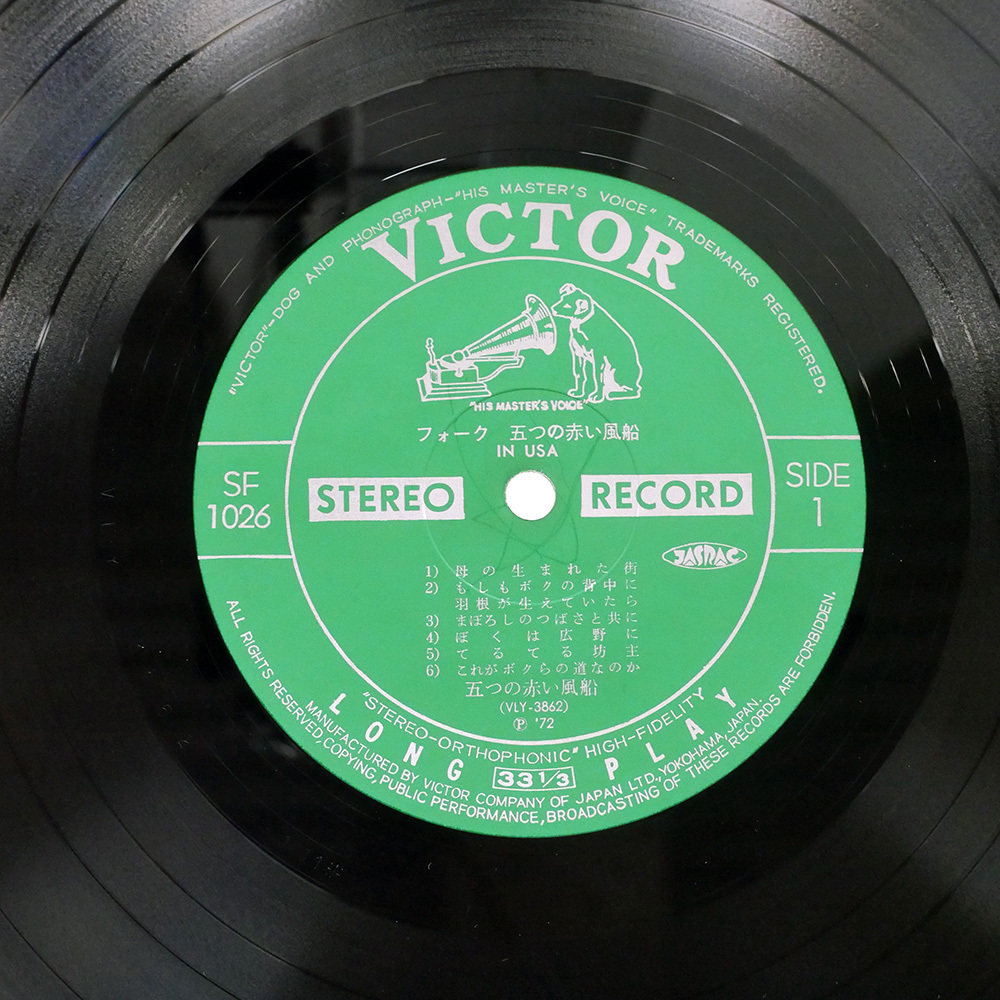 "VICTOR"—DOG AND PHONOGRAPH—"HIS MASTER'S VOICE" TRADEMARKS REGISTERED.
VICTOR
"HIS MASTER'S VOICE"
フォーク 五つの赤い風船
IN USA
SF
1026
STEREO RECORD
SIDE
1
JASRAC
1) 母の生まれた街
2) もしもボクの背中に
羽根が生えていたら
3) まぼろしのつばさと共に
4) ぼくは広野に
5) てるてる坊主
6) これがボクらの道なのか
五つの赤い風船
(VLY-3862)
Ⓟ '72
"STEREO-ORTHOPHONIC" HIGH-FIDELITY
LONG 33 1/3 PLAY
MANUFACTURED BY VICTOR COMPANY OF JAPAN LTD., YOKOHAMA, JAPAN.
ALL RIGHTS RESERVED, COPYING, PUBLIC PERFORMANCE, BROADCASTING OF THESE RECORDS ARE FORBIDDEN.